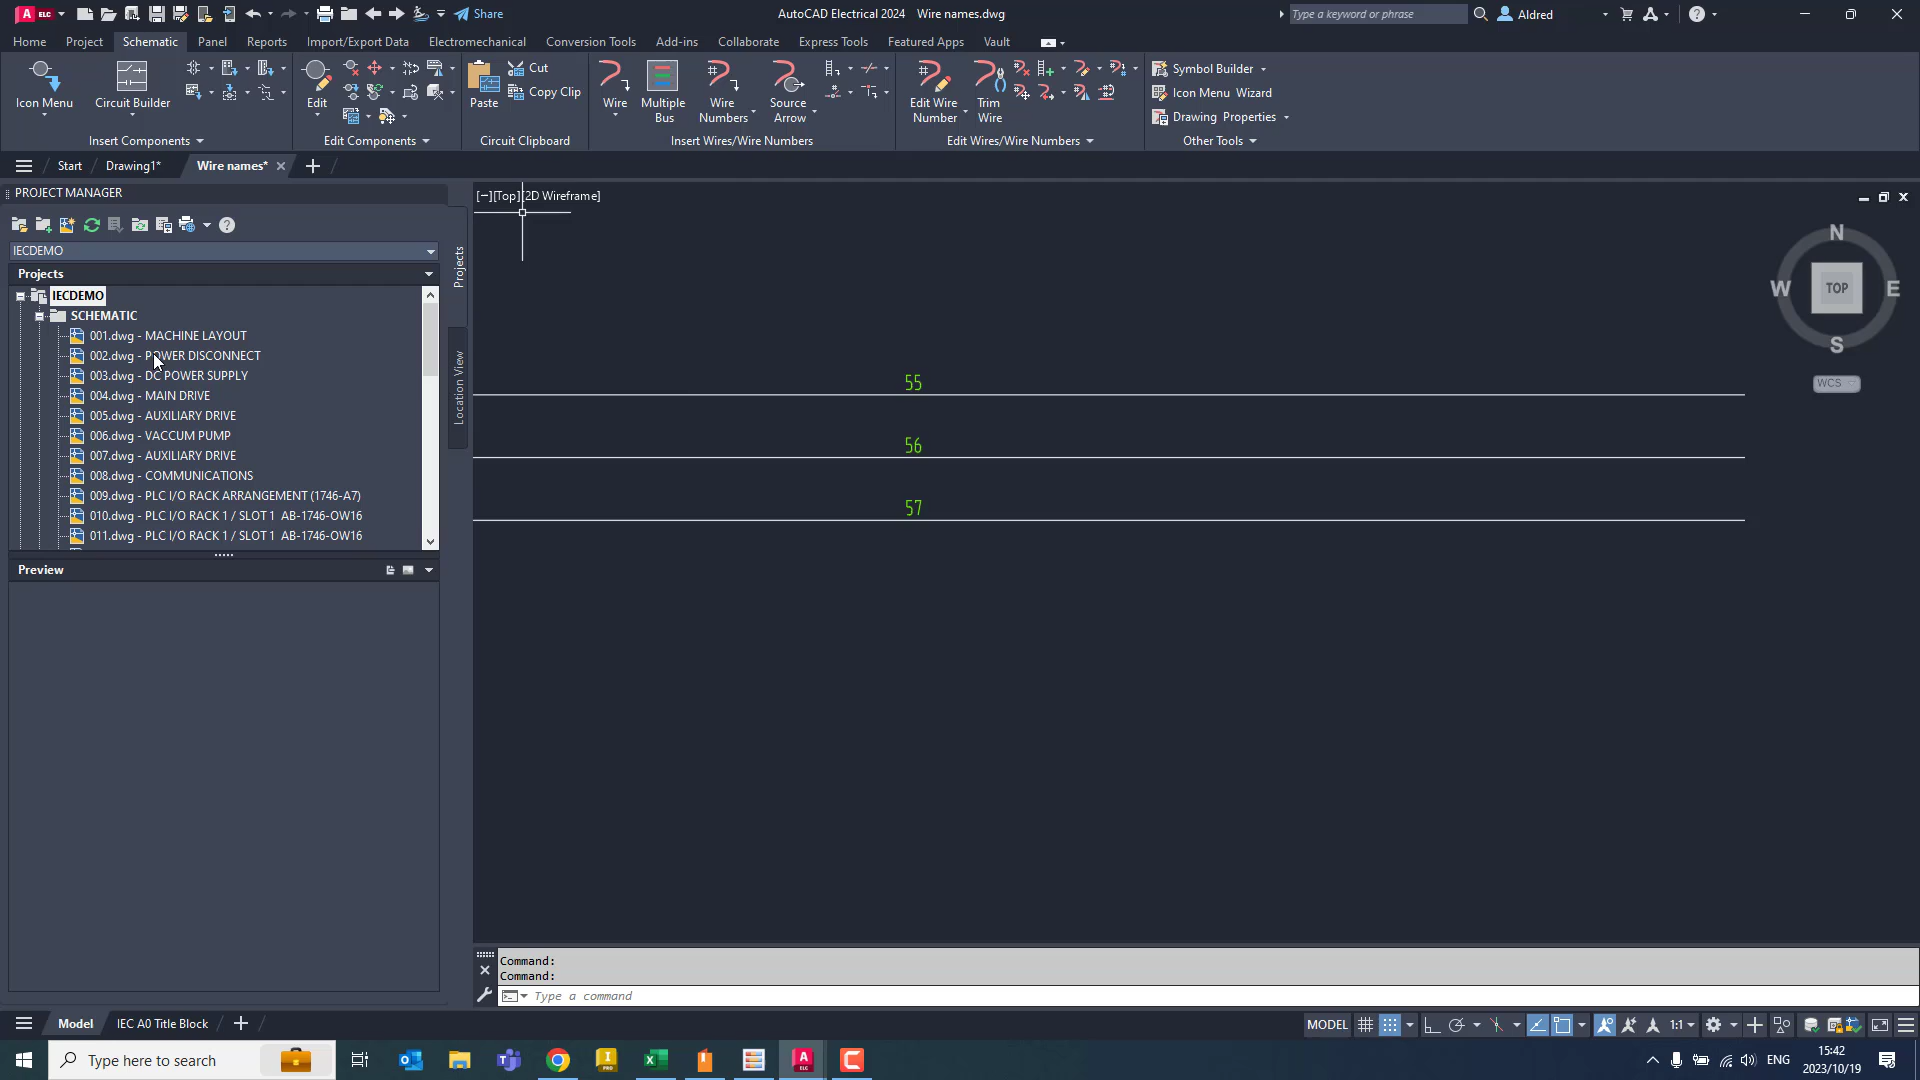 A ELC Share AutoCAD Electrical 2024 Wire names.dwg Type a keyword or phrase Aldred
Home Project Schematic Panel Reports Import/Export Data Electromechanical Conversion Tools Add-ins Collaborate Express Tools Featured Apps Vault
Icon Menu Circuit Builder Edit Paste Cut Copy Clip Wire Multiple Bus Wire Numbers Source Arrow Edit Wire Number Trim Wire Symbol Builder Icon Menu Wizard Drawing Properties
Insert Components Edit Components Circuit Clipboard Insert Wires/Wire Numbers Edit Wires/Wire Numbers Other Tools
Start Drawing1* Wire names*
PROJECT MANAGER
IECDEMO
Projects
IECDEMO
SCHEMATIC
001.dwg - MACHINE LAYOUT
002.dwg - POWER DISCONNECT
003.dwg - DC POWER SUPPLY
004.dwg - MAIN DRIVE
005.dwg - AUXILIARY DRIVE
006.dwg - VACCUM PUMP
007.dwg - AUXILIARY DRIVE
008.dwg - COMMUNICATIONS
009.dwg - PLC I/O RACK ARRANGEMENT (1746-A7)
010.dwg - PLC I/O RACK 1 / SLOT 1 AB-1746-OW16
011.dwg - PLC I/O RACK 1 / SLOT 1 AB-1746-OW16
Preview
Projects
Location View
[−][Top][2D Wireframe]
N
W TOP E
S
WCS
55
56
57
Command:
Command:
Type a command
Model IEC A0 Title Block
MODEL 1:1
Type here to search
I PRO
A ELC
ENG
15:42
2023/10/19